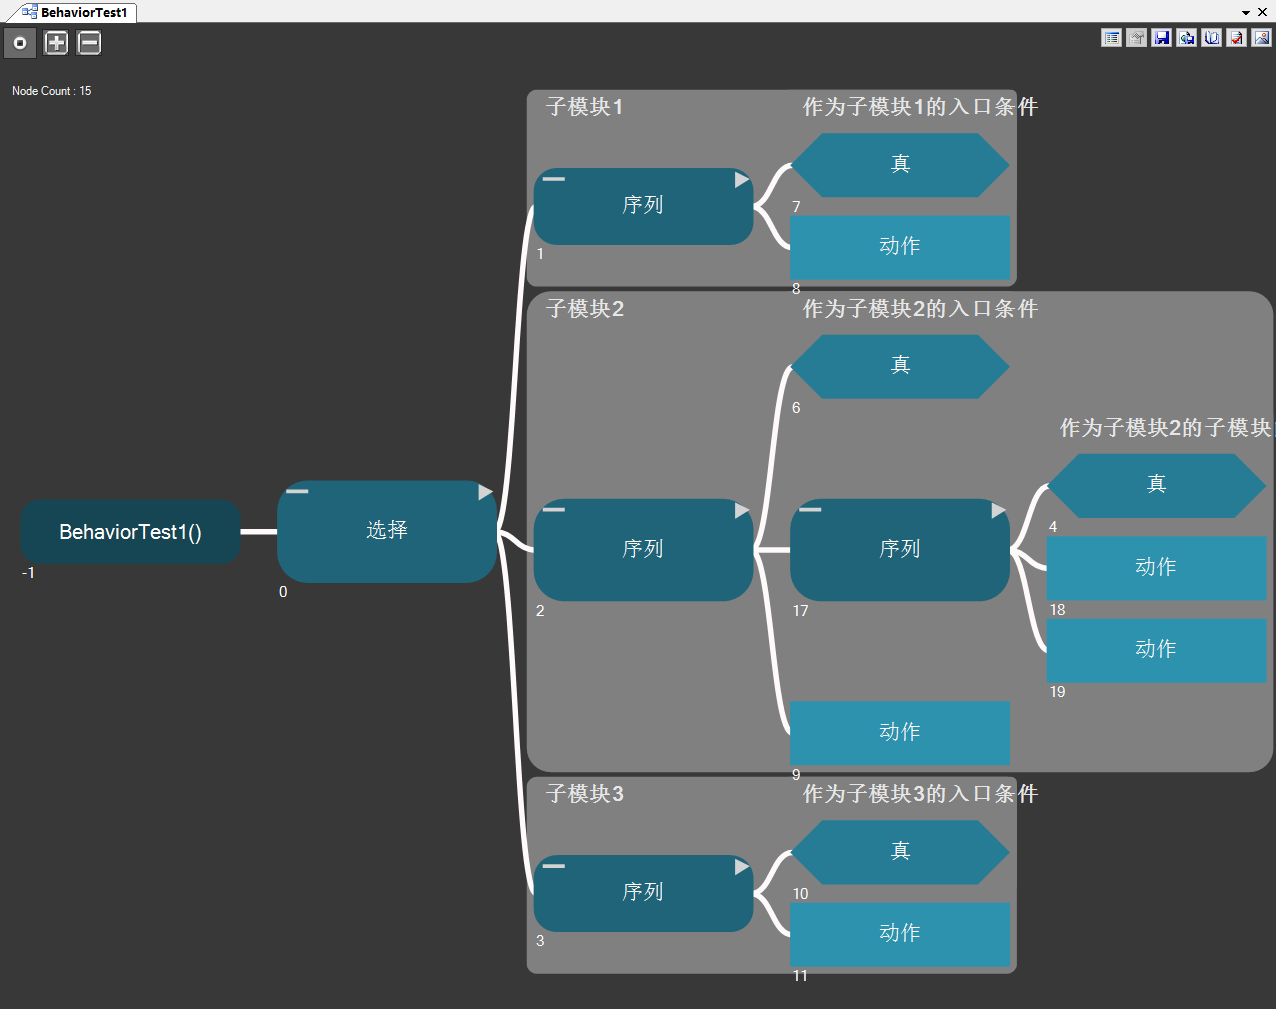 BehaviorTest1
Node Count : 15
子模块1
作为子模块1的入口条件
真
7
序列
1
动作
8
子模块2
作为子模块2的入口条件
真
6
作为子模块2的子模块
真
4
BehaviorTest1()
-1
选择
0
序列
2
序列
17
动作
18
动作
19
动作
9
子模块3
作为子模块3的入口条件
真
10
序列
3
动作
11